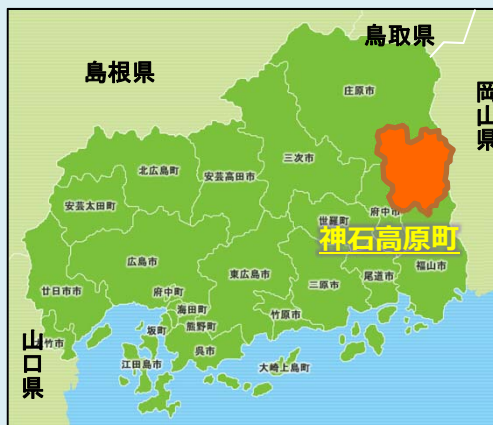 鳥取県
島根県
岡山県
庄原市
三次市
北広島町
安芸高田市
安芸太田町
世羅町
府中市
神石高原町
広島市
東広島市
三原市
尾道市
福山市
廿日市市
府中町
海田町
熊野町
坂町
竹原市
呉市
大竹市
江田島市
大崎上島町
山口県